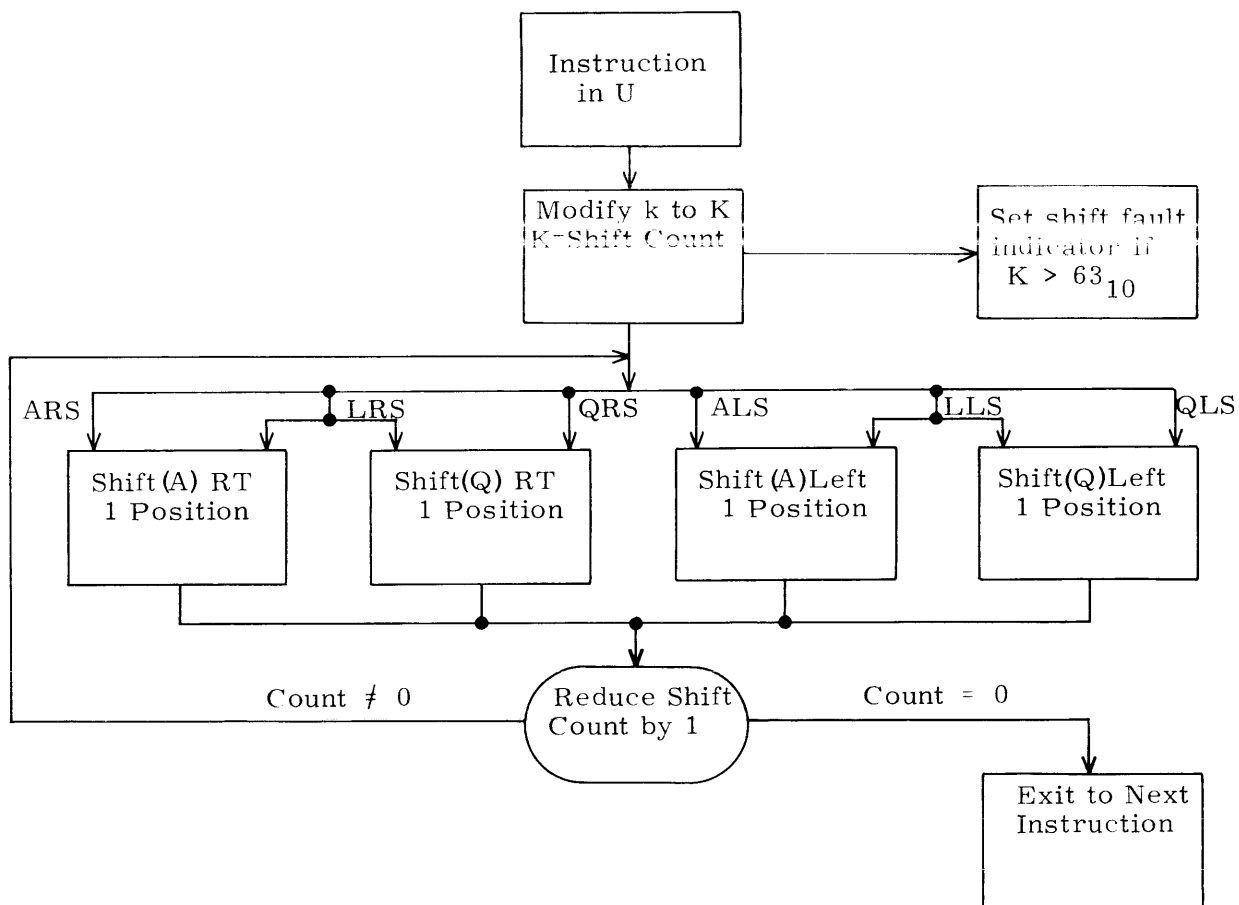 Instruction
in U
Modify k to K
K=Shift Count
Set shift fault
indicator if
K > 63₁₀
ARS
LRS
QRS
ALS
LLS
QLS
Shift (A) RT
1 Position
Shift(Q) RT
1 Position
Shift (A) Left
1 Position
Shift(Q) Left
1 Position
Count ≠ 0
Reduce Shift
Count by 1
Count = 0
Exit to Next
Instruction